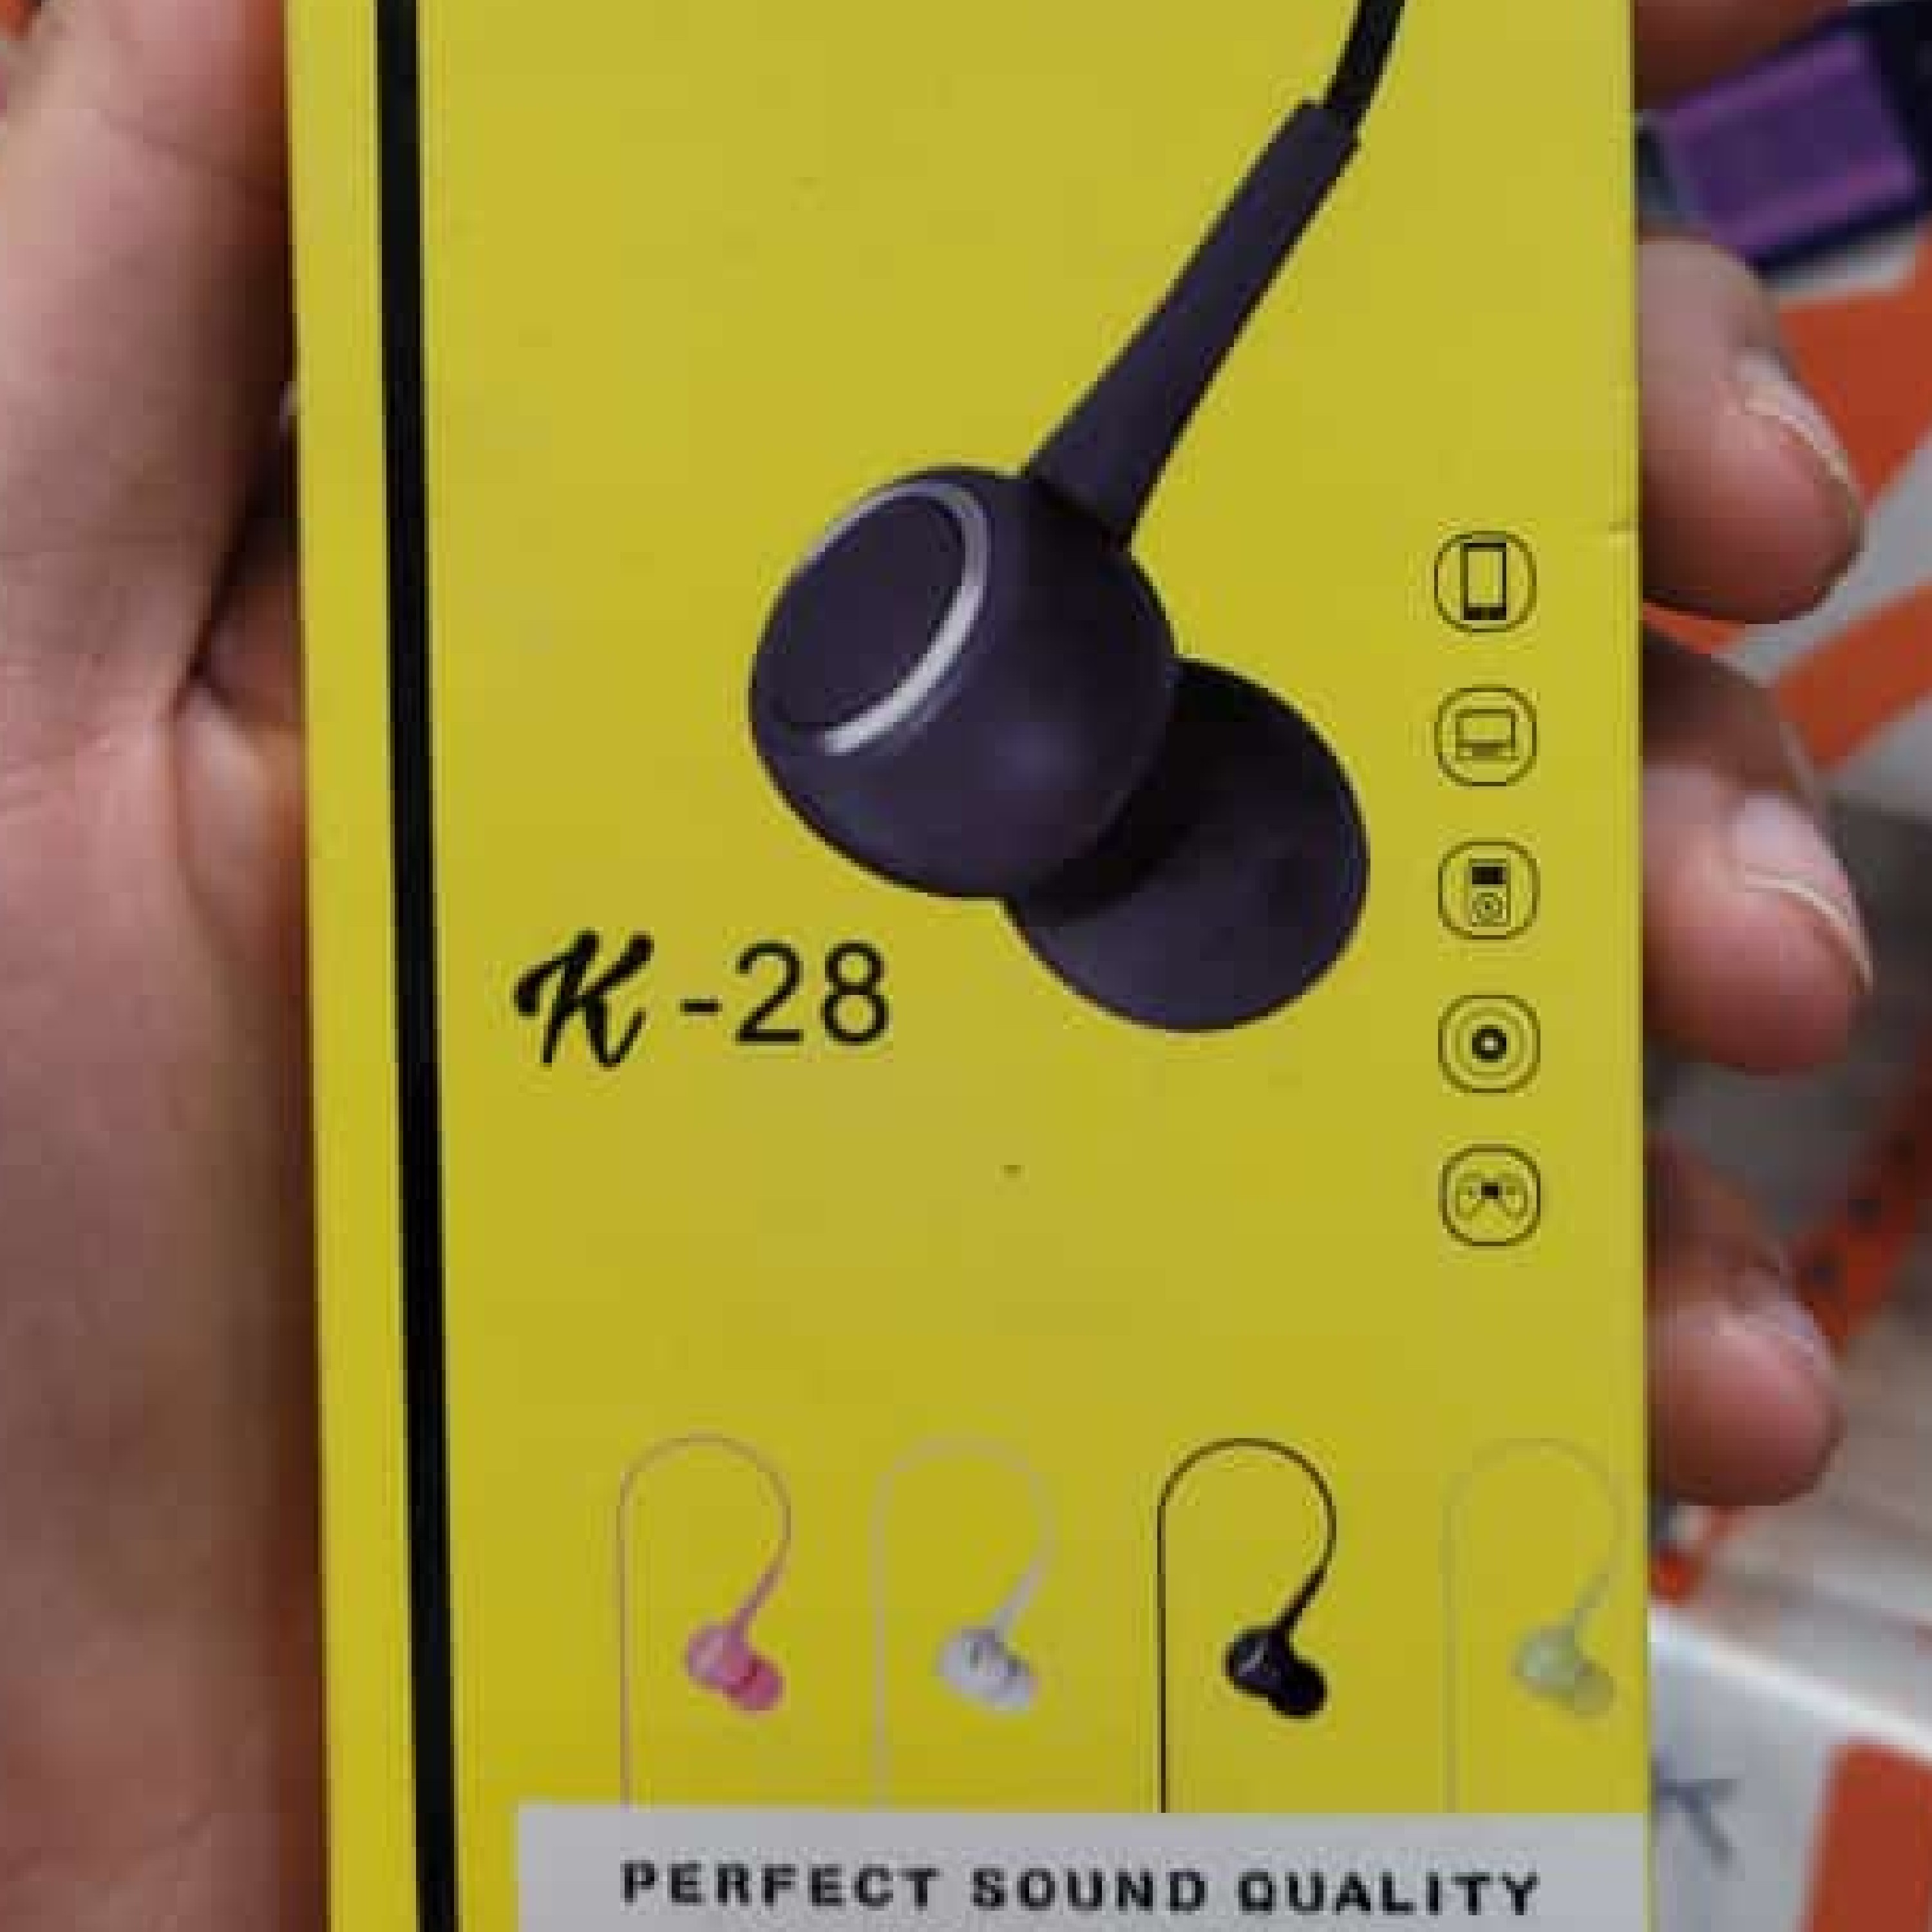 K-28
PERFECT SOUND QUALITY